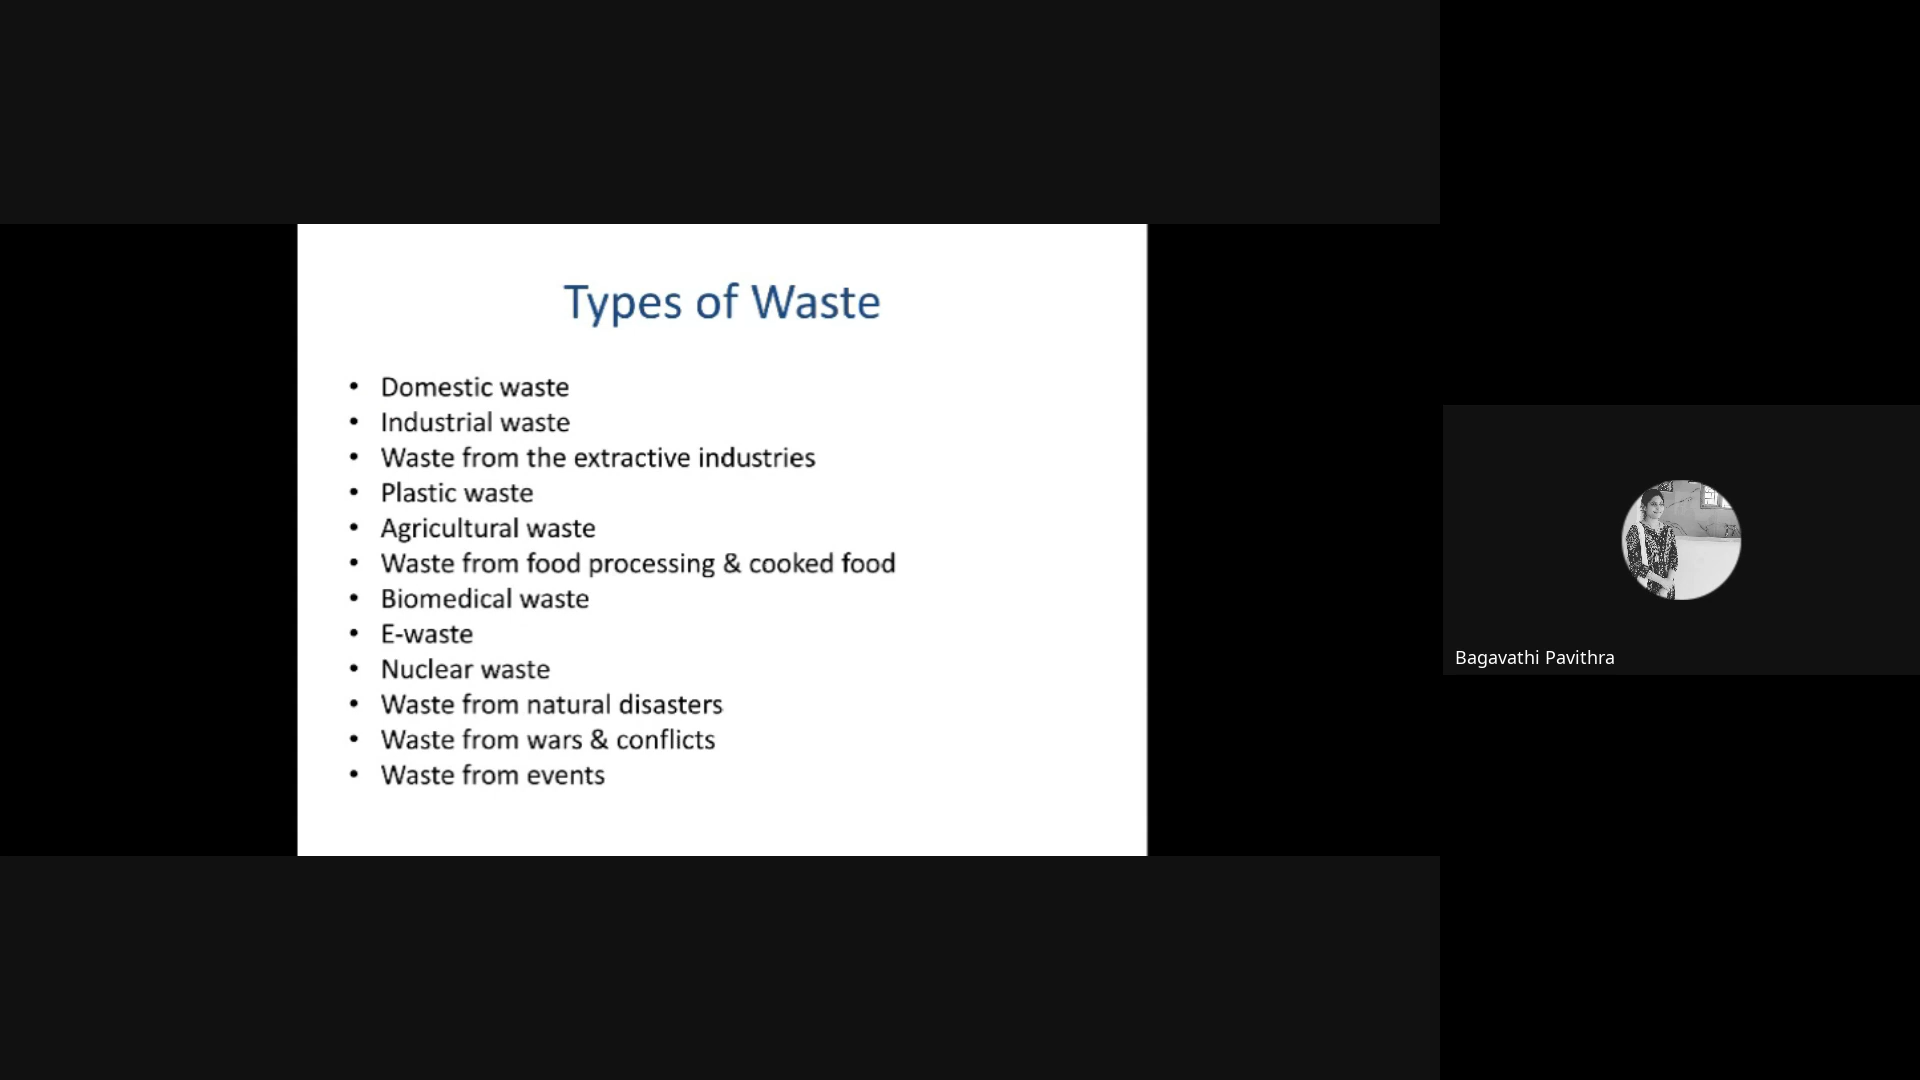 Types of Waste
• Domestic waste
• Industrial waste
• Waste from the extractive industries
• Plastic waste
• Agricultural waste
• Waste from food processing & cooked food
• Biomedical waste
• E-waste
• Nuclear waste
• Waste from natural disasters
• Waste from wars & conflicts
• Waste from events
Bagavathi Pavithra